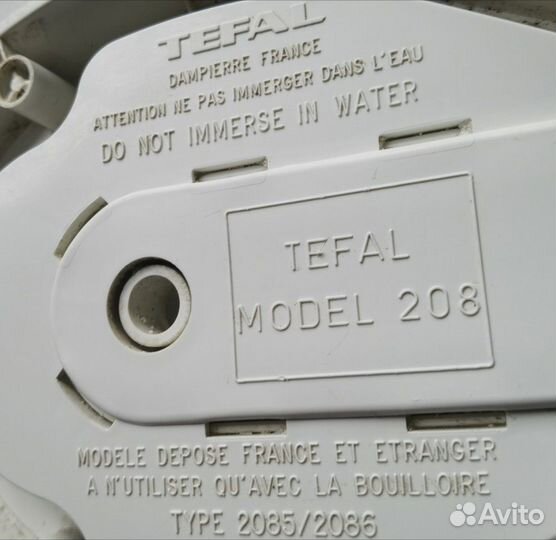 TEFAL
DAMPIERRE FRANCE
ATTENTION NE PAS IMMERGER DANS L'EAU
DO NOT IMMERSE IN WATER
TEFAL
MODEL 208
MODELE DEPOSE FRANCE ET ETRANGER
A N'UTILISER QU'AVEC LA BOUILLOIRE
TYPE 2085/2086
Avito